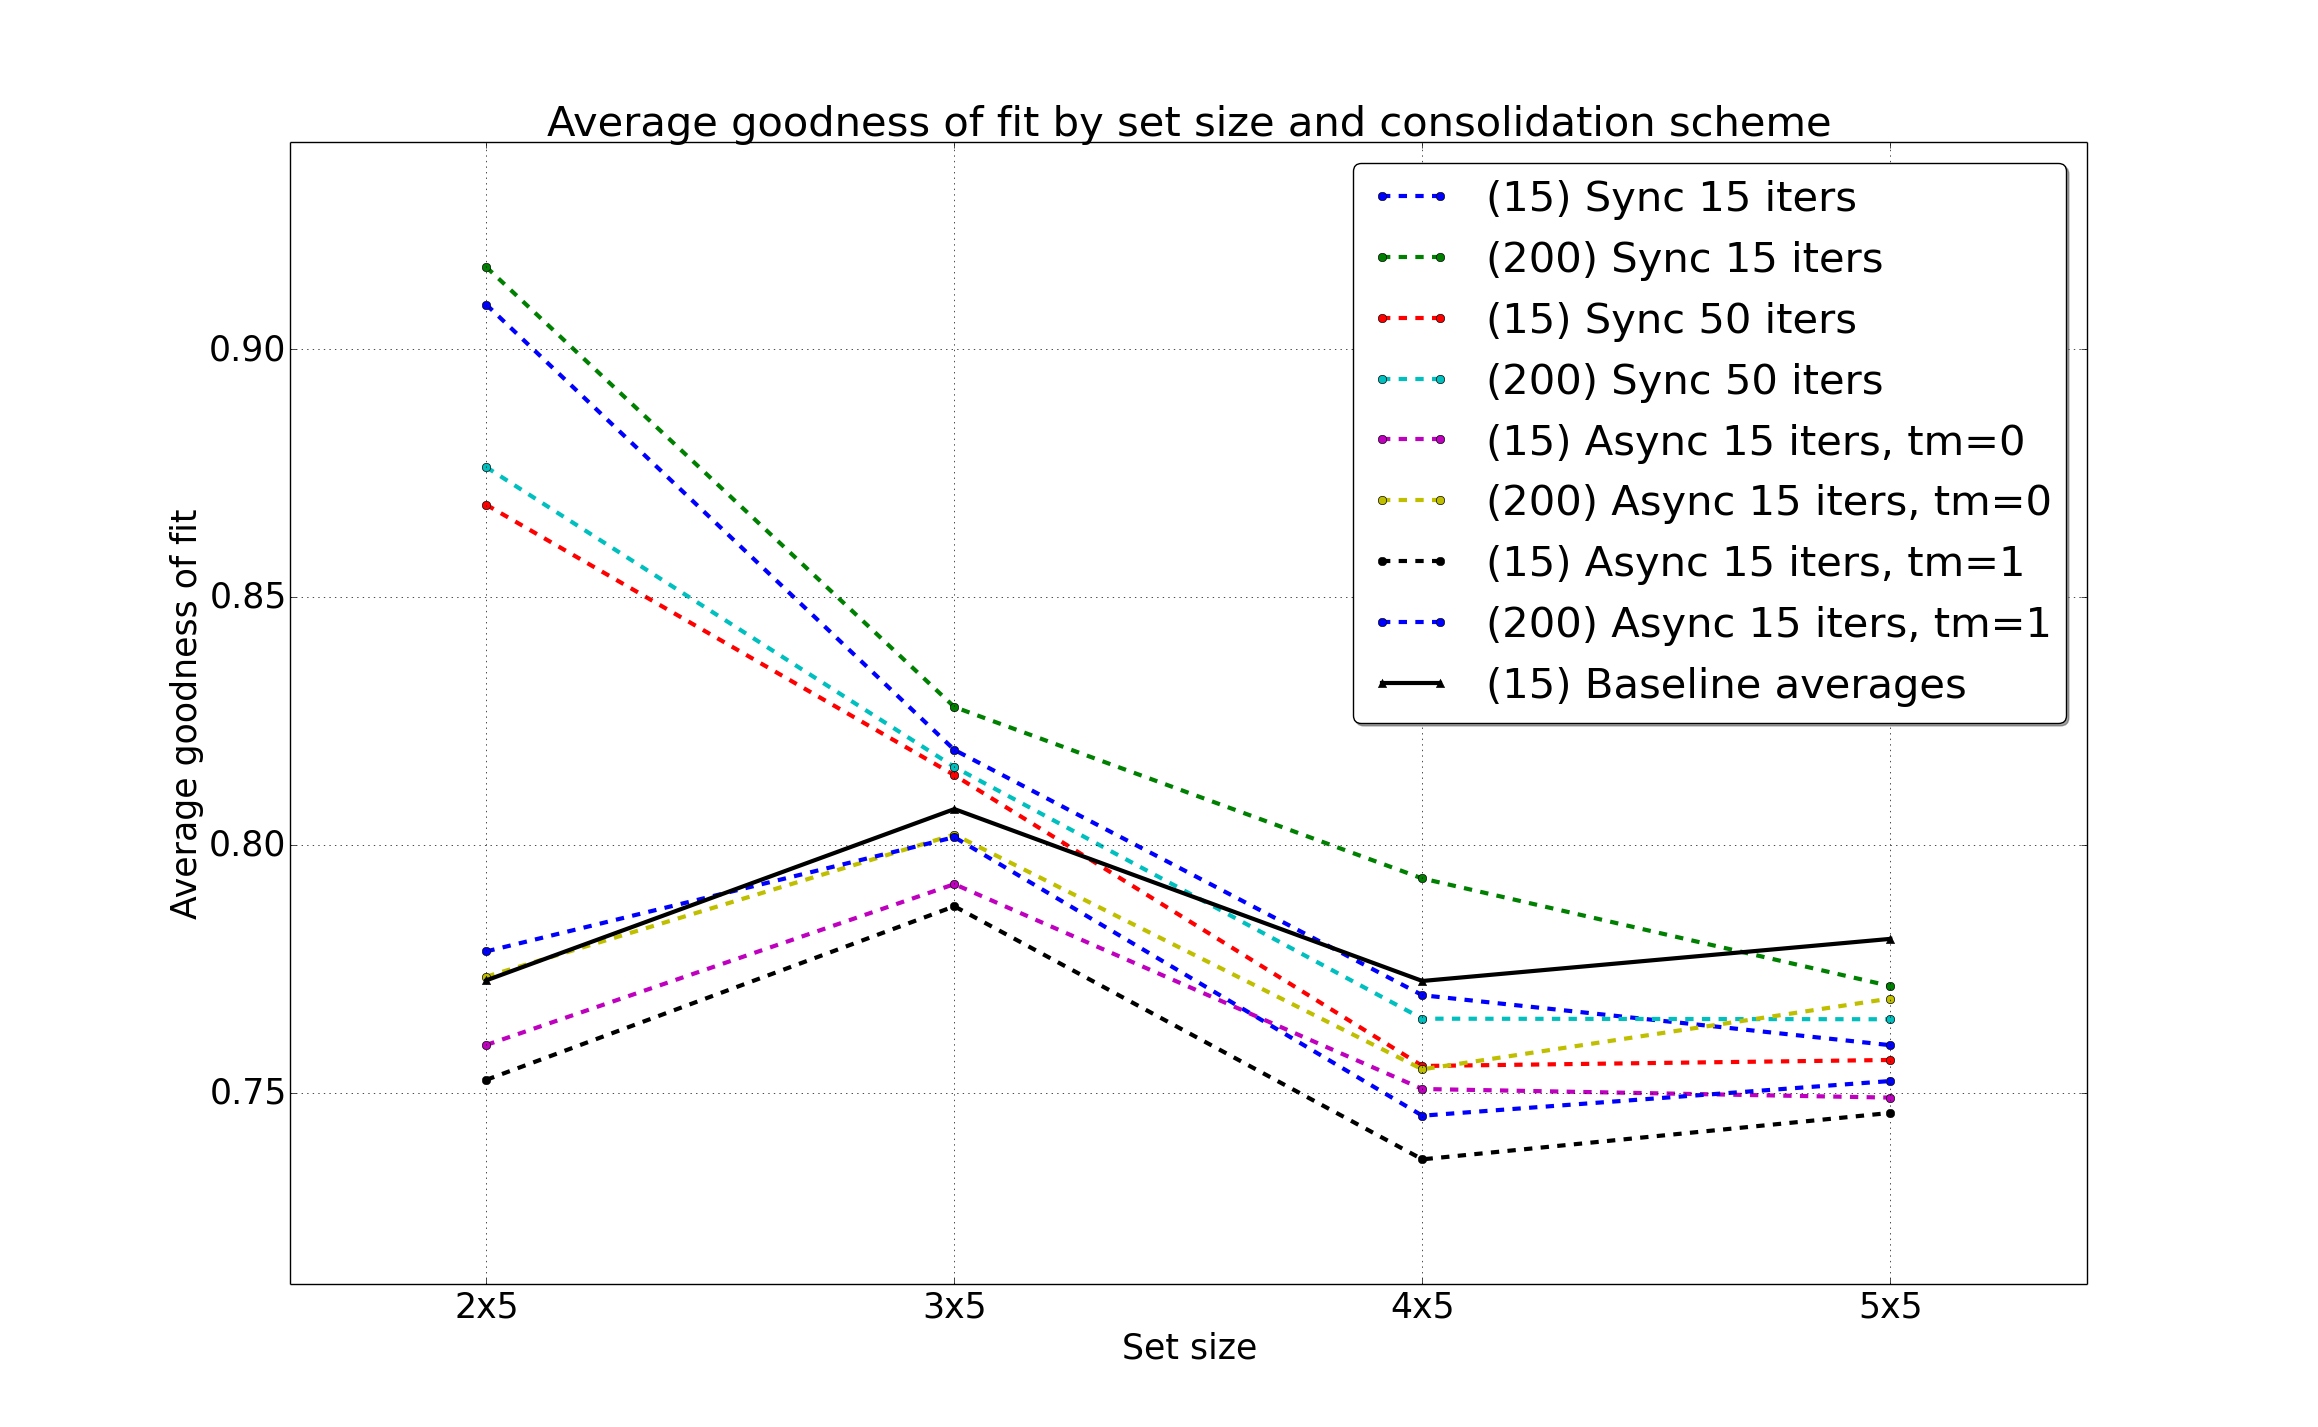 Average goodness of fit by set size and consolidation scheme
(15) Sync 15 iters
(200) Sync 15 iters
(15) Sync 50 iters
(200) Sync 50 iters
(15) Async 15 iters, tm=0
(200) Async 15 iters, tm=0
(15) Async 15 iters, tm=1
(200) Async 15 iters, tm=1
(15) Baseline averages
Average goodness of fit
0.90
0.85
0.80
0.75
2x5
3x5
4x5
5x5
Set size